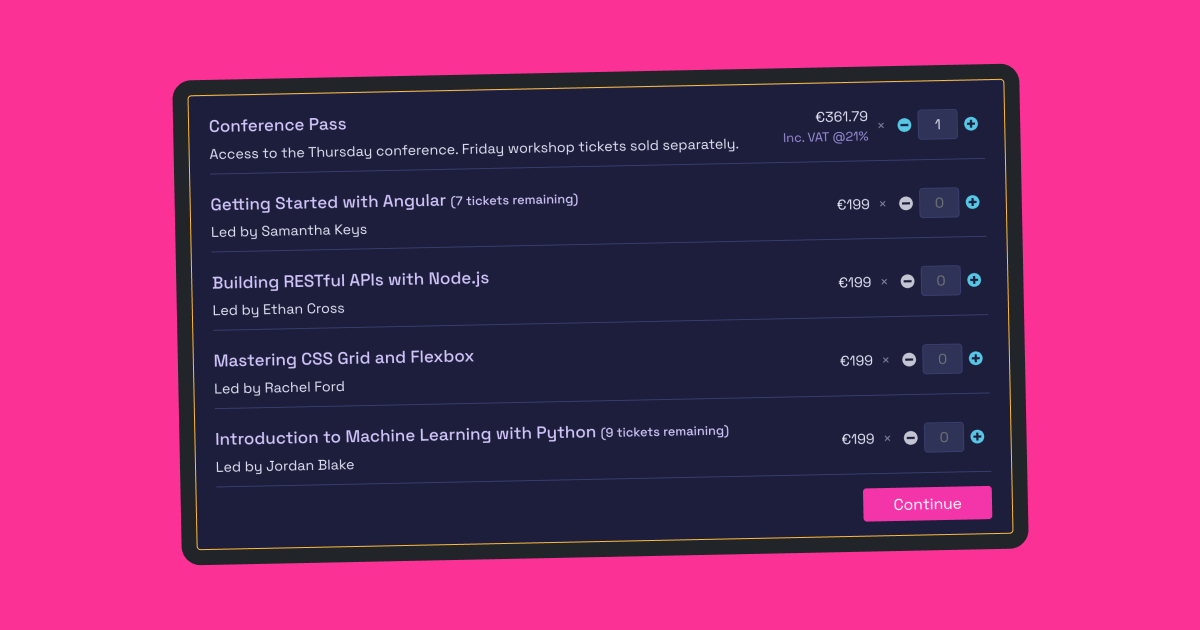 Conference Pass
€361.79 × 1
Access to the Thursday conference. Friday workshop tickets sold separately.
Inc. VAT @21%
Getting Started with Angular (7 tickets remaining)
€199 × 0
Led by Samantha Keys
Building RESTful APIs with Node.js
€199 × 0
Led by Ethan Cross
Mastering CSS Grid and Flexbox
€199 × 0
Led by Rachel Ford
Introduction to Machine Learning with Python (9 tickets remaining)
€199 × 0
Led by Jordan Blake
Continue